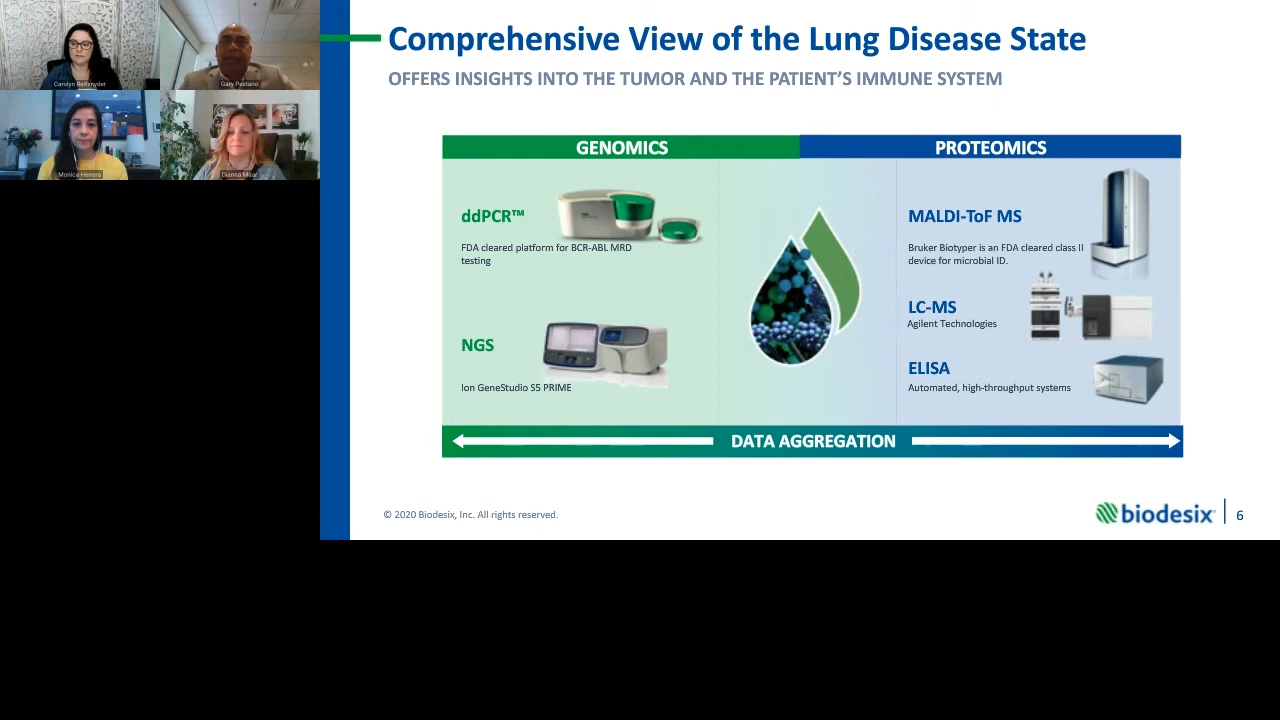 Carolyn Reifsnyder
Gary Pestano
Monica Herrera
Dianna Maar
Comprehensive View of the Lung Disease State
OFFERS INSIGHTS INTO THE TUMOR AND THE PATIENT’S IMMUNE SYSTEM
GENOMICS
PROTEOMICS
ddPCR™
FDA cleared platform for BCR-ABL MRD
testing
NGS
Ion GeneStudio S5 PRIME
MALDI-ToF MS
Bruker Biotyper is an FDA cleared class II
device for microbial ID.
LC-MS
Agilent Technologies
ELISA
Automated, high-throughput systems
DATA AGGREGATION
© 2020 Biodesix, Inc. All rights reserved.
biodesix
6